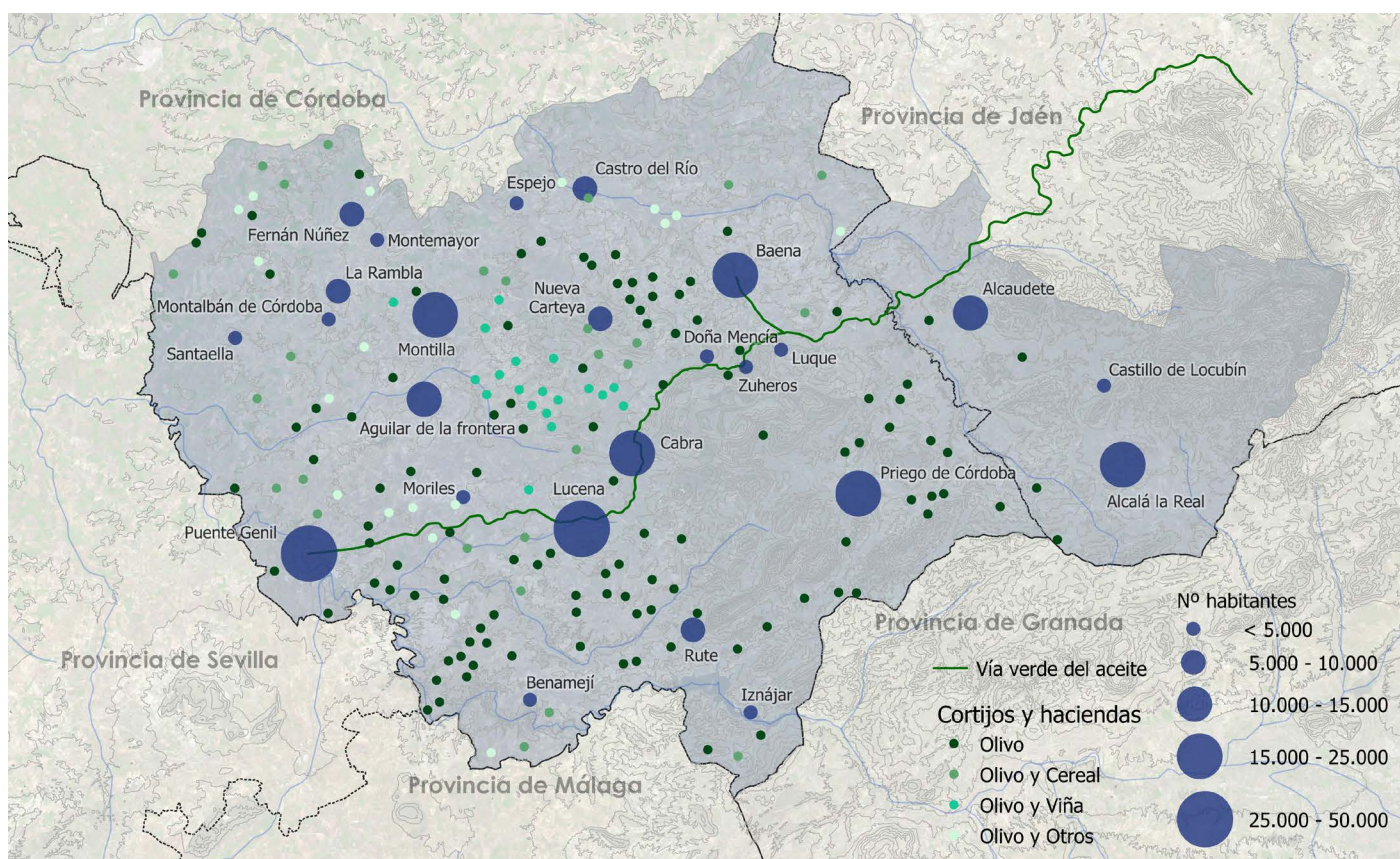 Provincia de Córdoba
Provincia de Jaén
Castro del Río
Espejo
Fernán Núñez
Montemayor
Baena
La Rambla
Nueva
Carteya
Alcaudete
Montalbán de Córdoba
Doña Mencía
Santaella
Montilla
Luque
Zuheros
Castillo de Locubín
Aguilar de la frontera
Cabra
Priego de Córdoba
Moriles
Lucena
Alcalá la Real
Puente Genil
Nº habitantes
Provincia de Granada
< 5.000
Provincia de Sevilla
Rute
Vía verde del aceite
5.000 - 10.000
Benamejí
Iznájar
10.000 - 15.000
Cortijos y haciendas
Olivo
15.000 - 25.000
Olivo y Cereal
Provincia de Málaga
Olivo y Viña
25.000 - 50.000
Olivo y Otros